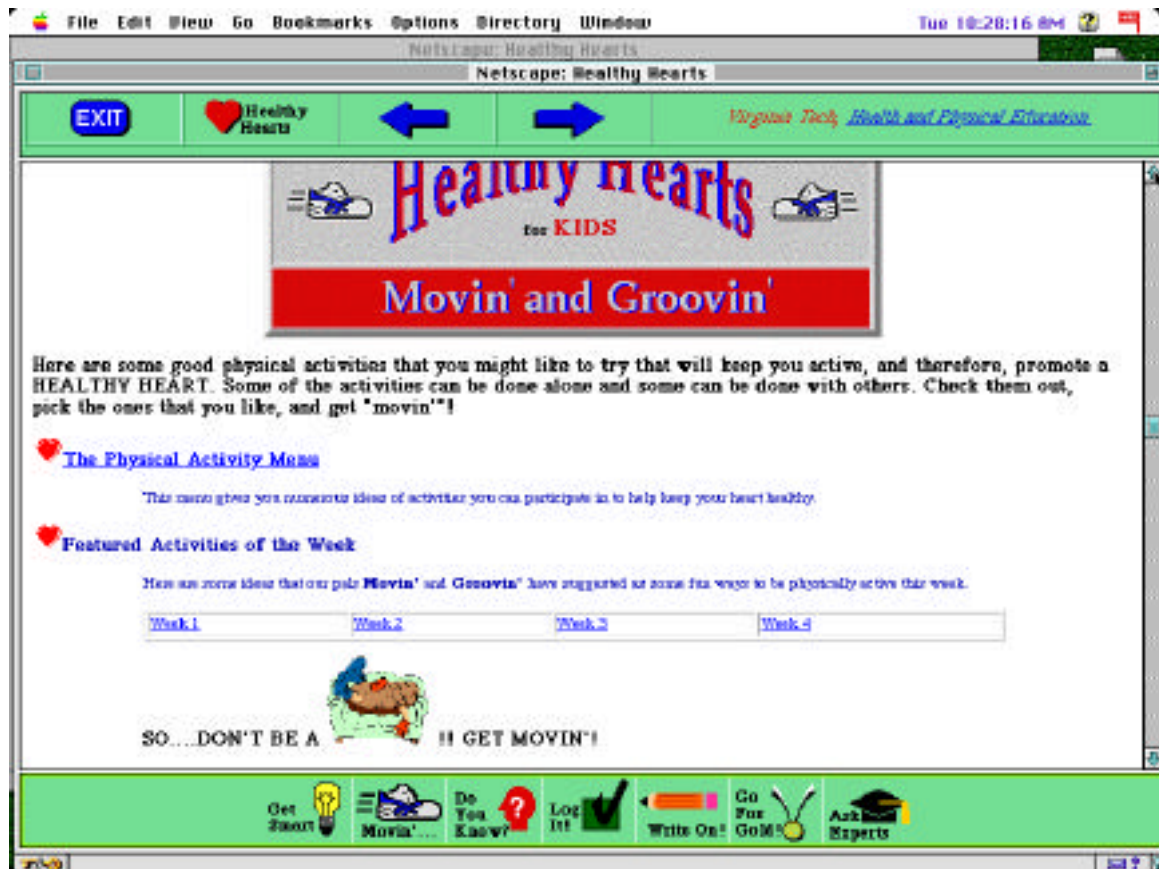 File Edit View Go Bookmarks Options Directory Window Tue 10:28:16 AM
Netscape: Healthy Hearts
Netscape: Healthy Hearts
EXIT
Healthy
Hearts
Virginia Tech, Health and Physical Education
Healthy Hearts
for KIDS
Movin' and Groovin'
Here are some good physical activities that you might like to try that will keep you active, and therefore, promote a
HEALTHY HEART. Some of the activities can be done alone and some can be done with others. Check them out,
pick the ones that you like, and get "movin'"!
The Physical Activity Menu
This menu gives you numerous ideas of activities you can participate in to help keep your heart healthy.
Featured Activities of the Week
Here are some ideas that our pals Movin' and Groovin' have suggested as some fun ways to be physically active this week.
Week 1 Week 2 Week 3 Week 4
SO....DON'T BE A !! GET MOVIN'!
Get
Smart
Movin'...
Do
You
Know?
Log
It!
Write On!
Go
For
Gold!
Ask
Experts